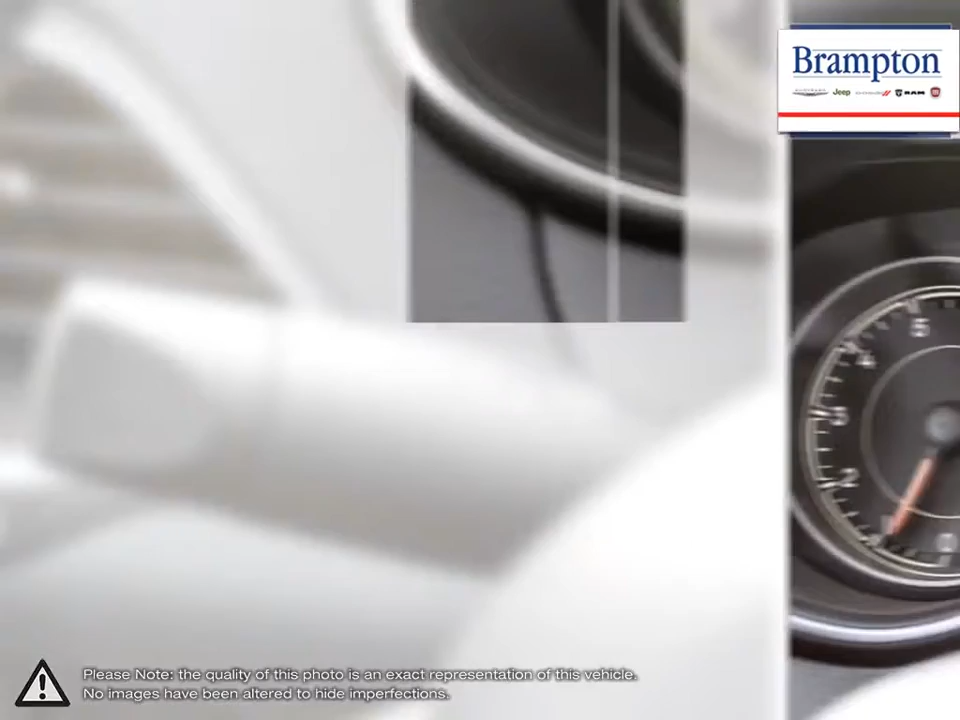 Brampton
Jeep
RAM
5
4
3
2
Please Note: the quality of this photo is an exact representation of this vehicle.
No images have been altered to hide imperfections.